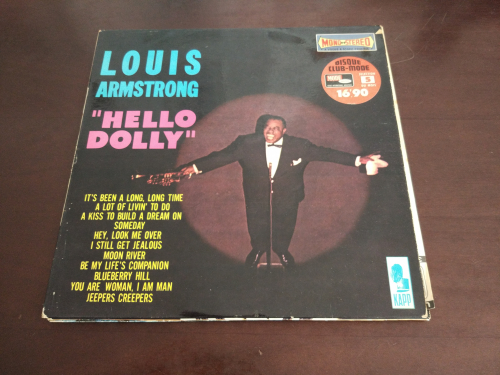 LOUIS
ARMSTRONG
"HELLO
DOLLY"
MONO-STEREO
DISQUE
CLUB-MODE
S
16'90
IT'S BEEN A LONG, LONG TIME
A LOT OF LIVIN' TO DO
A KISS TO BUILD A DREAM ON
SOMEDAY
HEY, LOOK ME OVER
I STILL GET JEALOUS
MOON RIVER
BE MY LIFE'S COMPANION
BLUEBERRY HILL
YOU ARE WOMAN, I AM MAN
JEEPERS CREEPERS
KAPP